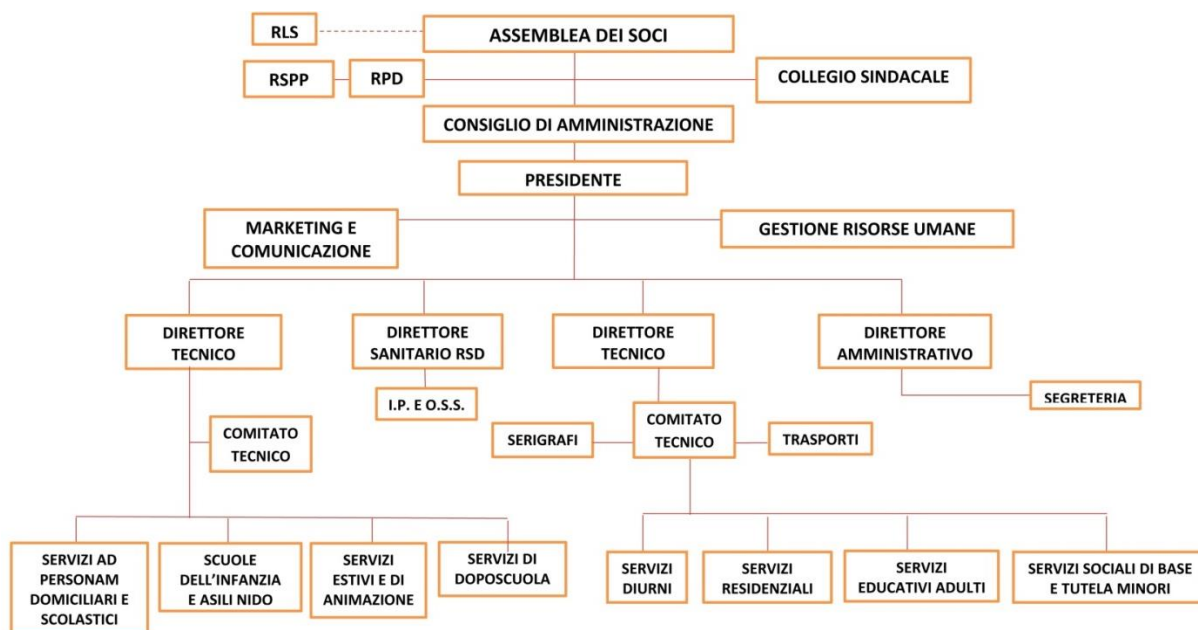 RLS
ASSEMBLEA DEI SOCI
RSPP
RPD
COLLEGIO SINDACALE
CONSIGLIO DI AMMINISTRAZIONE
PRESIDENTE
MARKETING E
COMUNICAZIONE
GESTIONE RISORSE UMANE
DIRETTORE
TECNICO
DIRETTORE
SANITARIO RSD
DIRETTORE
TECNICO
DIRETTORE
AMMINISTRATIVO
I.P. E O.S.S.
SEGRETERIA
COMITATO
TECNICO
SERIGRAFI
COMITATO
TECNICO
TRASPORTI
SERVIZI AD
PERSONAM
DOMICILIARI E
SCOLASTICI
SCUOLE
DELL'INFANZIA
E ASILI NIDO
SERVIZI
ESTIVI E DI
ANIMAZIONE
SERVIZI DI
DOPOSCUOLA
SERVIZI
DIURNI
SERVIZI
RESIDENZIALI
SERVIZI
EDUCATIVI ADULTI
SERVIZI SOCIALI DI BASE
E TUTELA MINORI